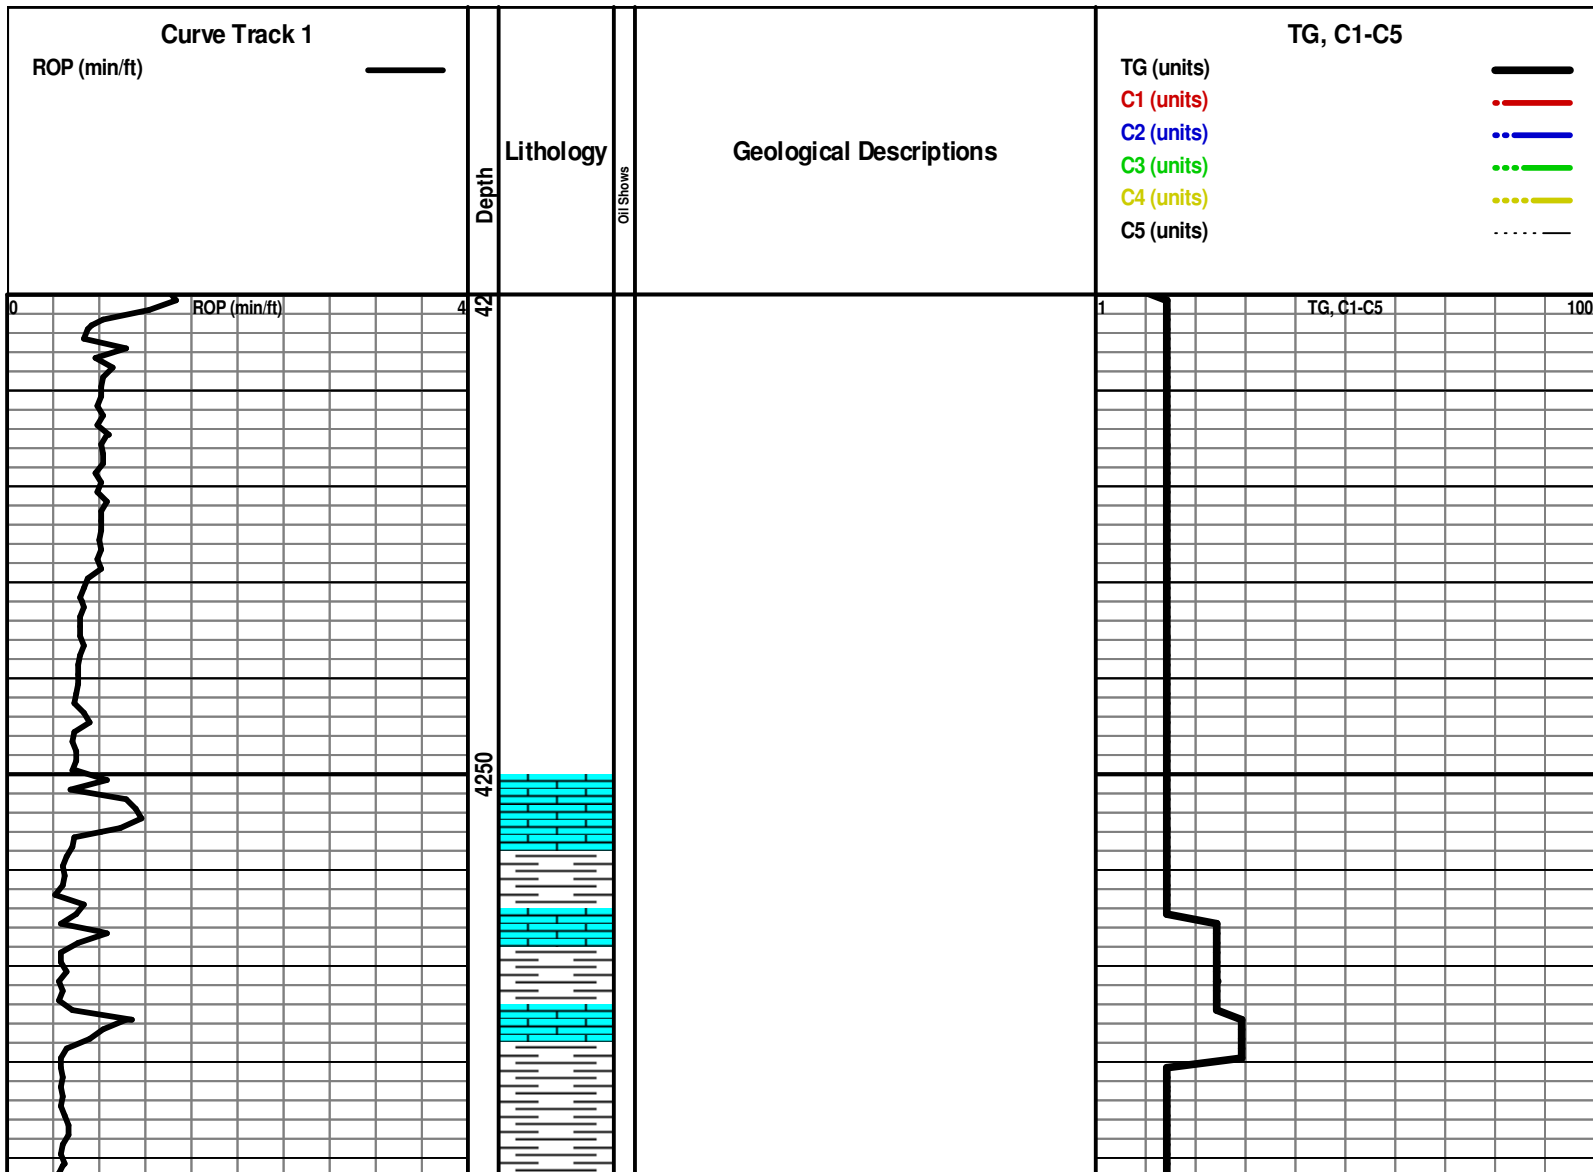 Curve Track 1
ROP (min/ft)
Depth
Lithology
Oil Shows
Geological Descriptions
TG, C1-C5
TG (units)
C1 (units)
C2 (units)
C3 (units)
C4 (units)
C5 (units)
0 ROP (min/ft) 4
42
1 TG, C1-C5 100
4250